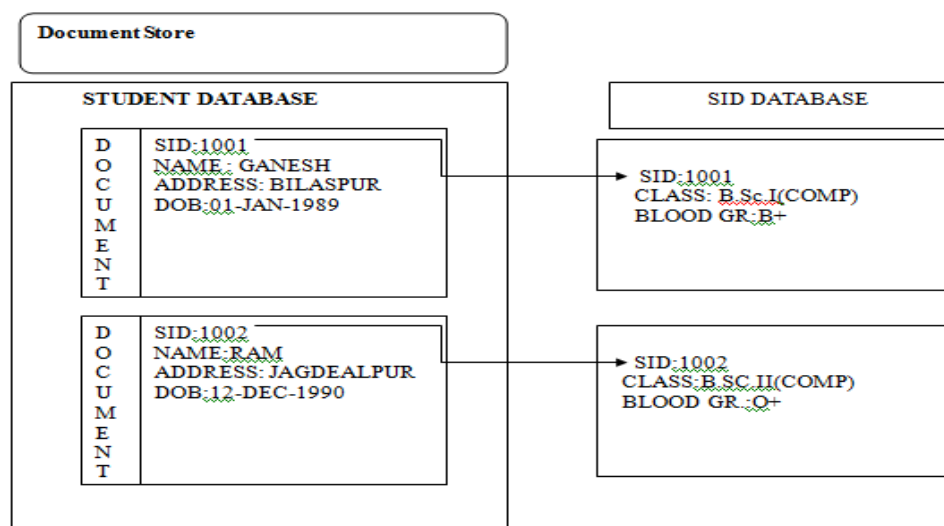 Document Store
STUDENT DATABASE
D
O
C
U
M
E
N
T
SID:1001
NAME : GANESH
ADDRESS: BILASPUR
DOB:01-JAN-1989
D
O
C
U
M
E
N
T
SID:1002
NAME:RAM
ADDRESS: JAGDEALPUR
DOB:12-DEC-1990
SID DATABASE
SID:1001
CLASS: B.Sc.I(COMP)
BLOOD GR:B+
SID:1002
CLASS:B.SC.II(COMP)
BLOOD GR.:O+